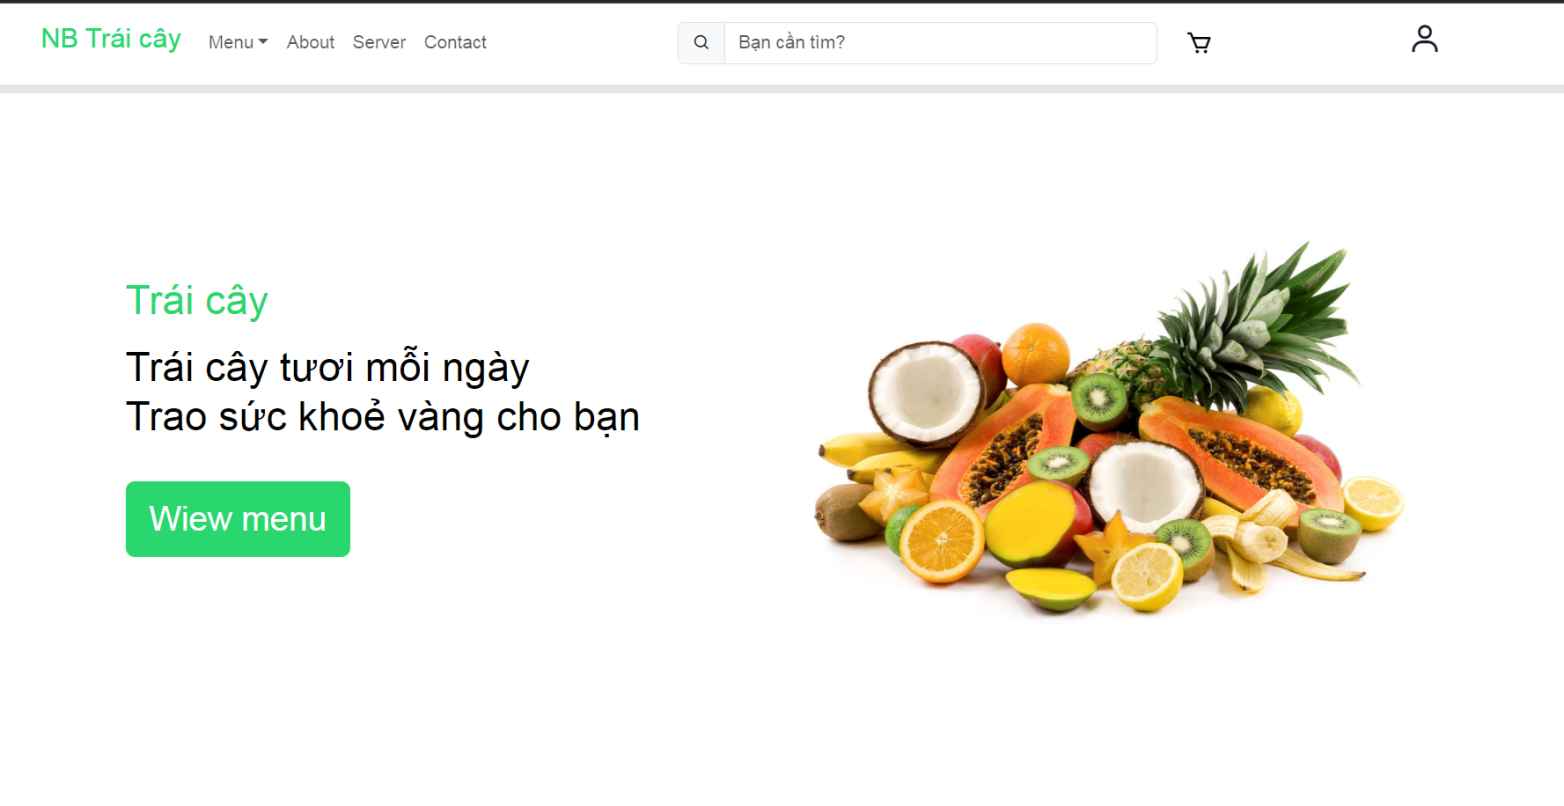 NB Trái cây
Menu
About
Server
Contact
Bạn cần tìm?
Trái cây
Trái cây tươi mỗi ngày
Trao sức khoẻ vàng cho bạn
Wiew menu